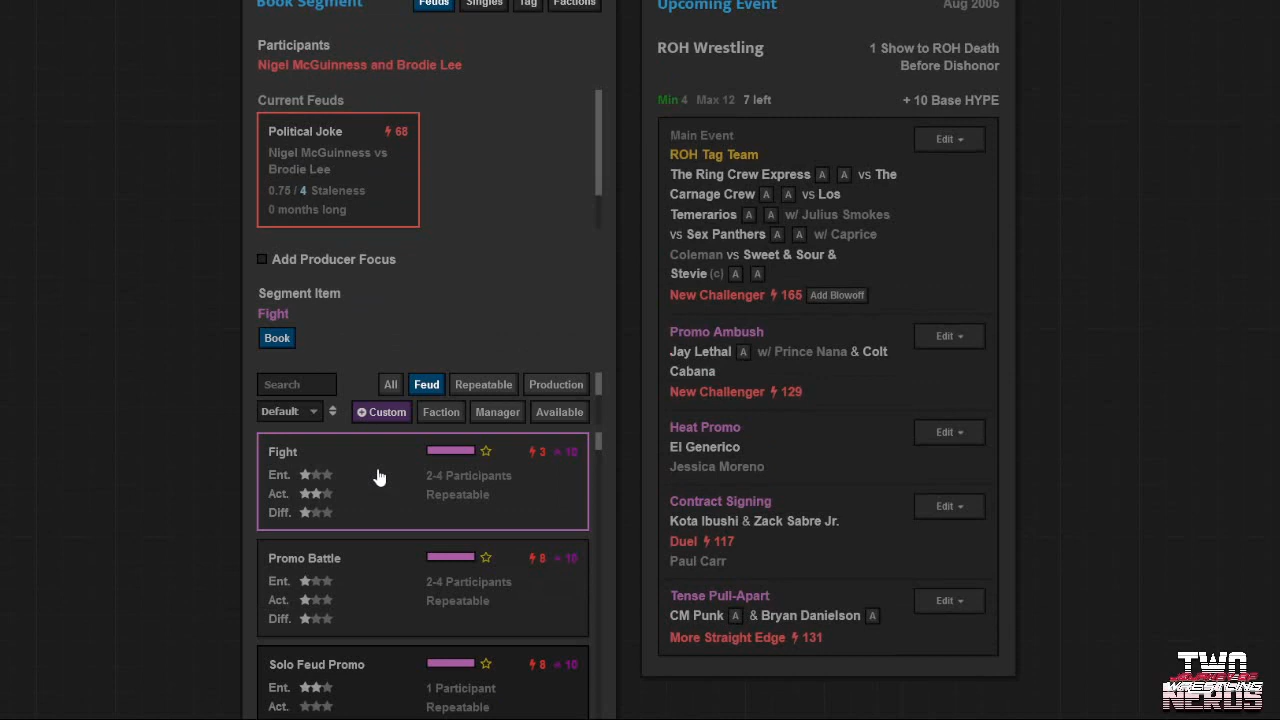 Book Segment
Feuds Singles Tag Factions
Participants
Nigel McGuinness and Brodie Lee
Current Feuds
Political Joke 68
Nigel McGuinness vs
Brodie Lee
0.75 / 4 Staleness
0 months long
Add Producer Focus
Segment Item
Fight
Book
Search All Feud Repeatable Production
Default Custom Faction Manager Available
Fight 3 10
Ent. 2-4 Participants
Act. Repeatable
Diff.
Promo Battle 8 10
Ent. 2-4 Participants
Act. Repeatable
Diff.
Solo Feud Promo 8 10
Ent. 1 Participant
Act. Repeatable
Upcoming Event Aug 2005
ROH Wrestling 1 Show to ROH Death
Before Dishonor
Min 4 Max 12 7 left + 10 Base HYPE
Main Event Edit
ROH Tag Team
The Ring Crew Express A A vs The
Carnage Crew A A vs Los
Temerarios A A w/ Julius Smokes
vs Sex Panthers A A w/ Caprice
Coleman vs Sweet & Sour &
Stevie (c) A A
New Challenger 165 Add Blowoff
Promo Ambush Edit
Jay Lethal A w/ Prince Nana & Colt
Cabana
New Challenger 129
Heat Promo Edit
El Generico
Jessica Moreno
Contract Signing Edit
Kota Ibushi & Zack Sabre Jr.
Duel 117
Paul Carr
Tense Pull-Apart Edit
CM Punk A & Bryan Danielson A
More Straight Edge 131
TWO
WRESTLING
NERDS